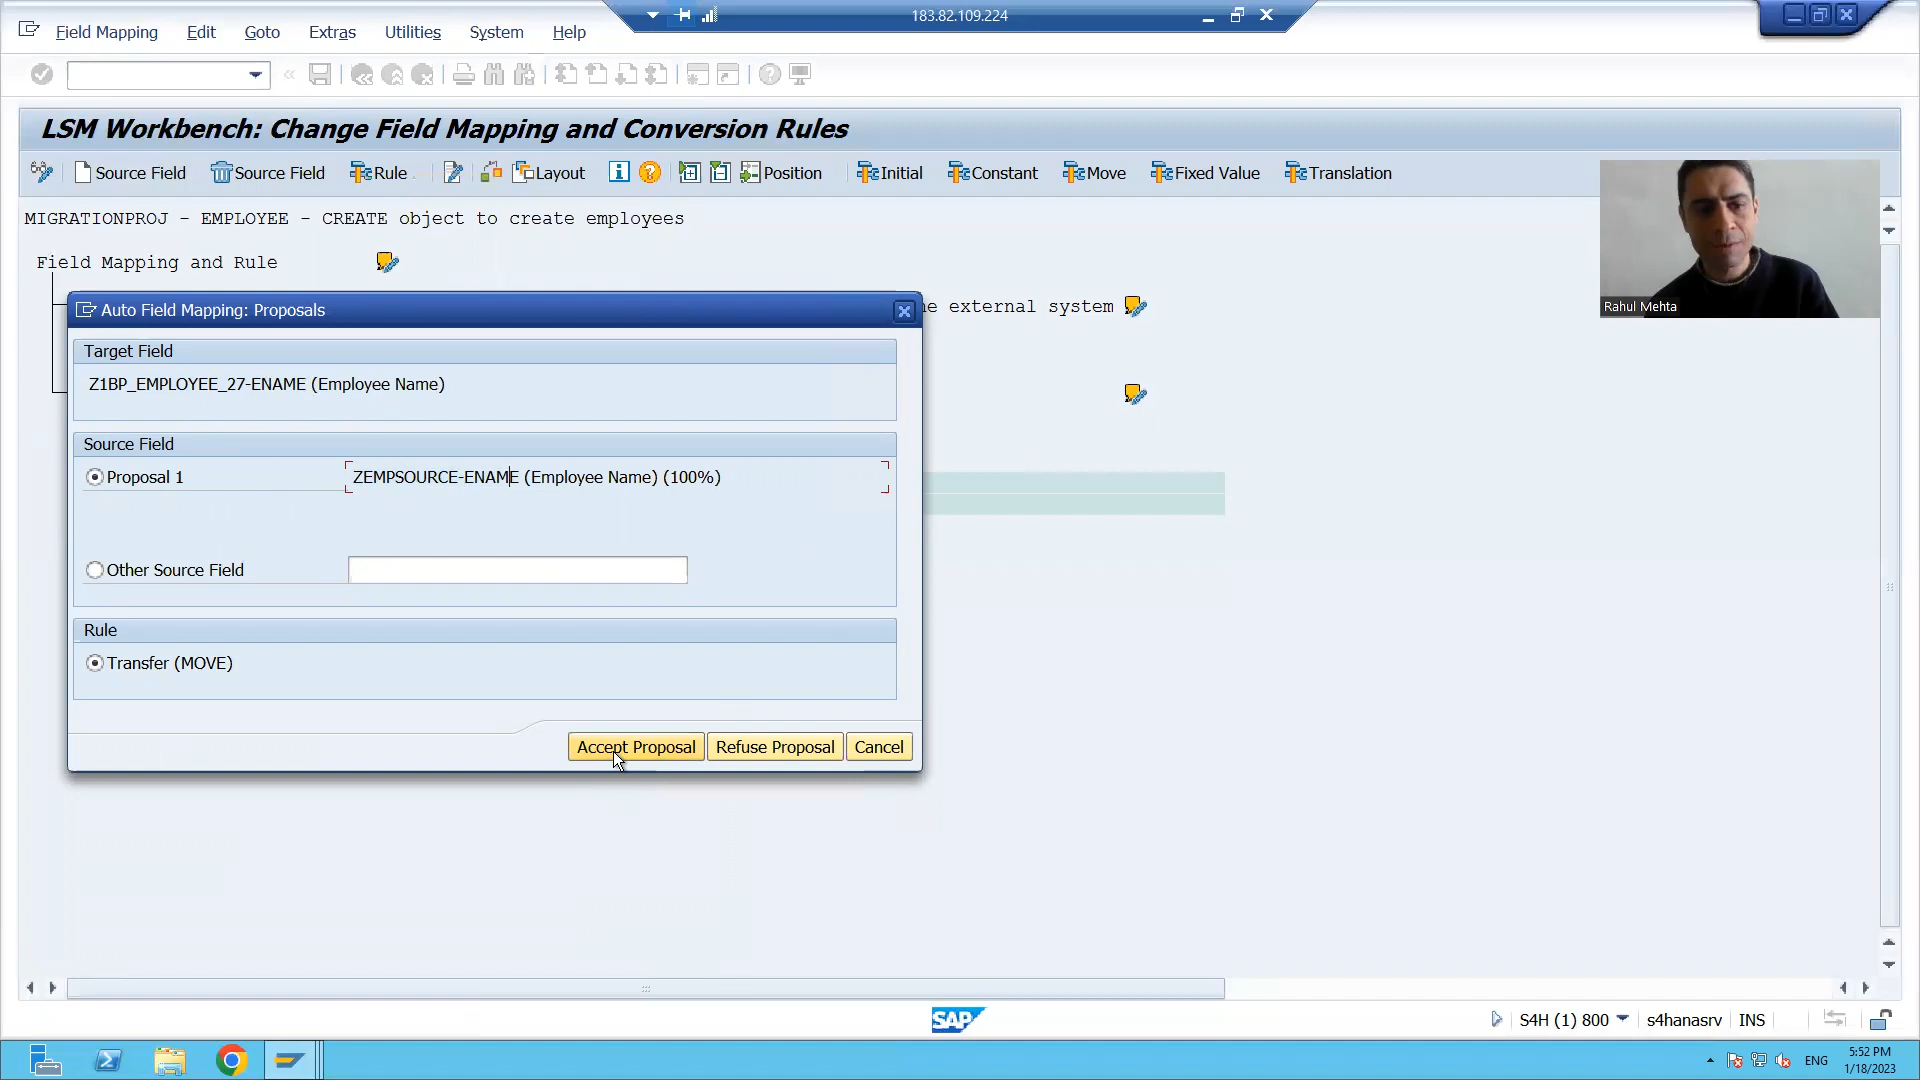 183.82.109.224
Field Mapping Edit Goto Extras Utilities System Help
LSM Workbench: Change Field Mapping and Conversion Rules
Source Field Source Field Rule Layout Position Initial Constant Move Fixed Value Translation
MIGRATIONPROJ - EMPLOYEE - CREATE object to create employees
Field Mapping and Rule
Rahul Mehta
external system
Auto Field Mapping: Proposals
Target Field
Z1BP_EMPLOYEE_27-ENAME (Employee Name)
Source Field
Proposal 1 ZEMPSOURCE-ENAME (Employee Name) (100%)
Other Source Field
Rule
Transfer (MOVE)
Accept Proposal Refuse Proposal Cancel
SAP
S4H (1) 800 s4hanasrv INS
ENG
5:52 PM
1/18/2023